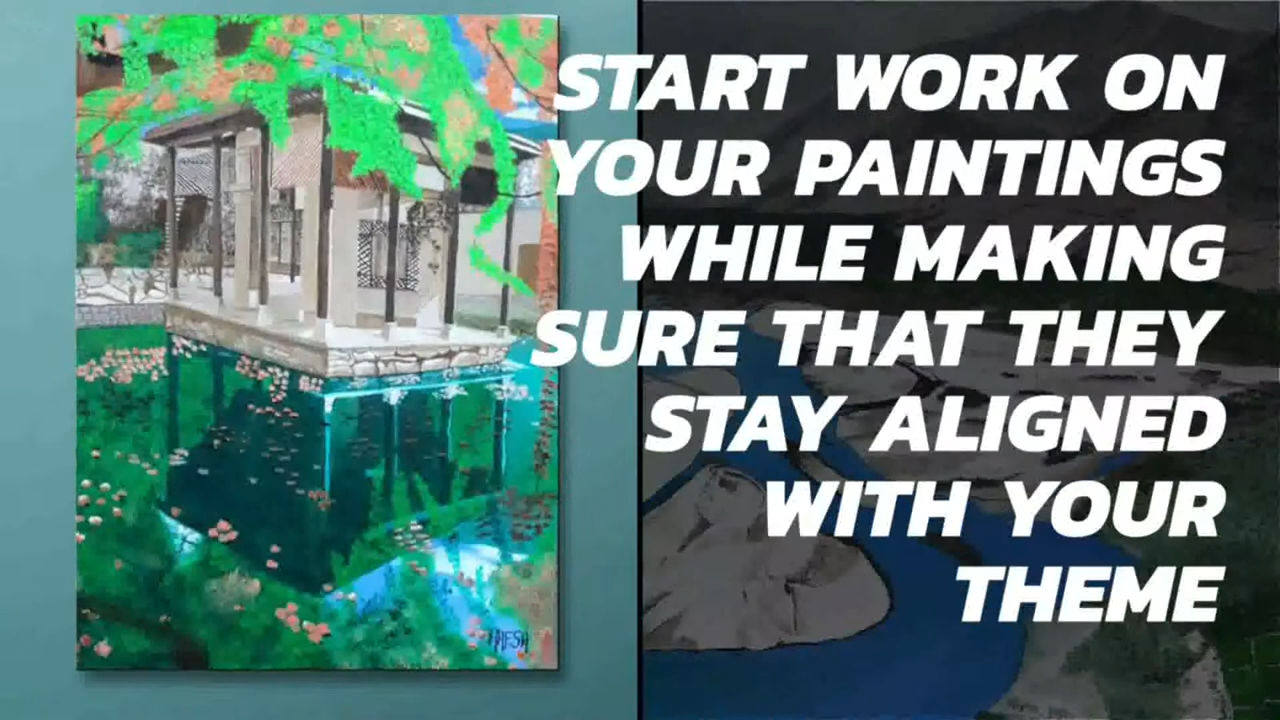 START WORK ON
YOUR PAINTINGS
WHILE MAKING
SURE THAT THEY
STAY ALIGNED
WITH YOUR
THEME